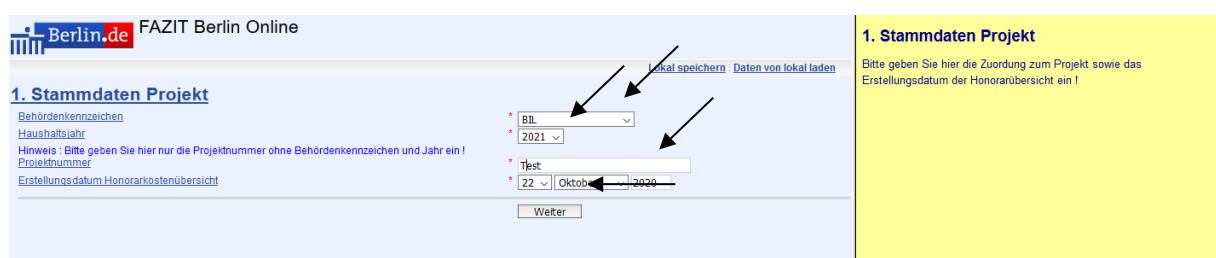 Berlin.de FAZIT Berlin Online
Lokal speichern Daten von lokal laden
1. Stammdaten Projekt
Behördenkennzeichen * BIL
Haushaltsjahr * 2021
Hinweis : Bitte geben Sie hier nur die Projektnummer ohne Behördenkennzeichen und Jahr ein !
Projektnummer * Test
Erstellungsdatum Honorarkostenübersicht * 22 Oktober 2020
Weiter
1. Stammdaten Projekt
Bitte geben Sie hier die Zuordung zum Projekt sowie das
Erstellungsdatum der Honorarübersicht ein !